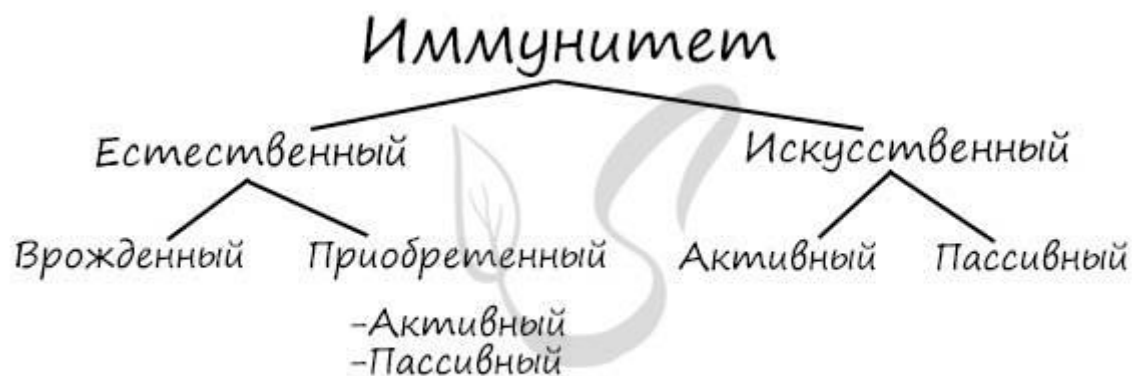 Иммунитет
Естественный Искусственный
Врожденный Приобретенный Активный Пассивный
-Активный
-Пассивный